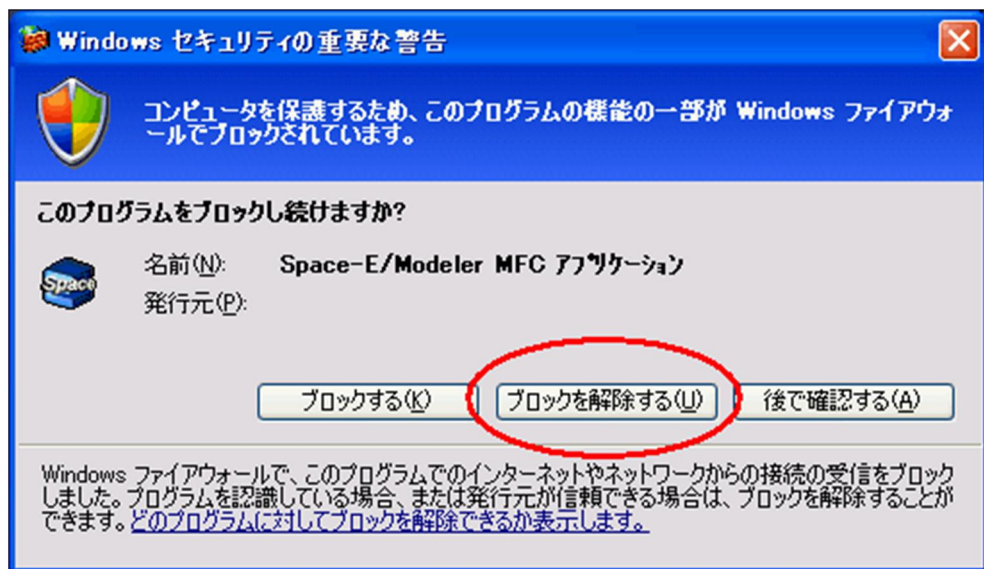 Windows セキュリティの重要な警告
コンピュータを保護するため、このプログラムの機能の一部が Windows ファイアウォ
ールでブロックされています。
このプログラムをブロックし続けますか?
Space
名前(N): Space-E/Modeler MFC アプリケーション
発行元(P):
ブロックする(K) ブロックを解除する(U) 後で確認する(A)
Windows ファイアウォールで、このプログラムでのインターネットやネットワークからの接続の受信をブロック
しました。プログラムを認識している場合、または発行元が信頼できる場合は、ブロックを解除することが
できます。どのプログラムに対してブロックを解除できるか表示します。